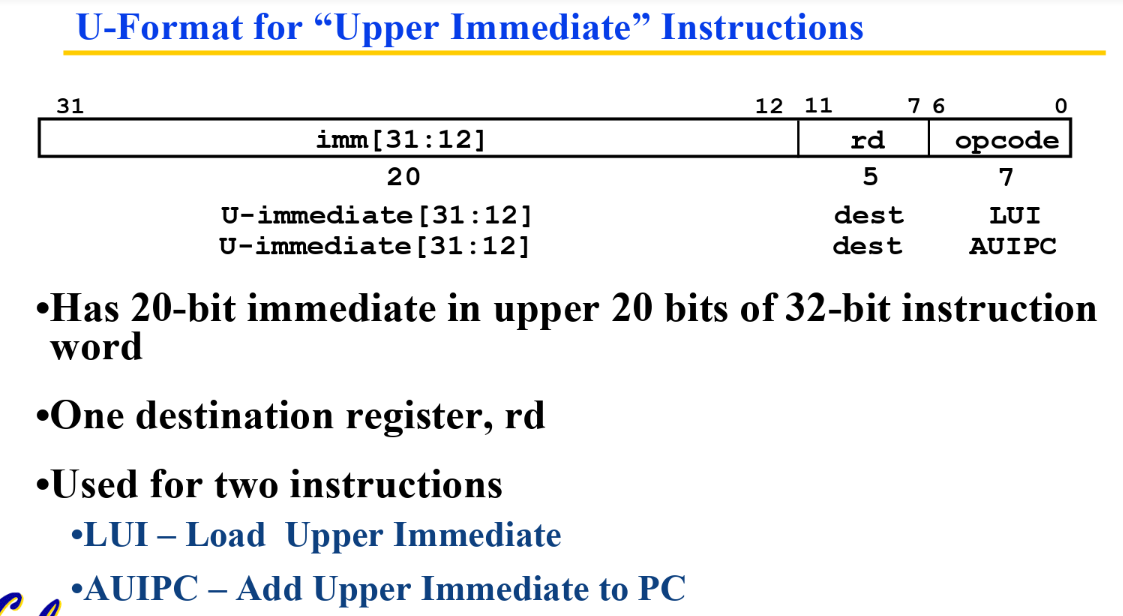 U-Format for “Upper Immediate” Instructions
31 12 11 7 6 0
imm[31:12] rd opcode
20 5 7
U-immediate[31:12] dest LUI
U-immediate[31:12] dest AUIPC
•Has 20-bit immediate in upper 20 bits of 32-bit instruction
word
•One destination register, rd
•Used for two instructions
•LUI – Load Upper Immediate
•AUIPC – Add Upper Immediate to PC